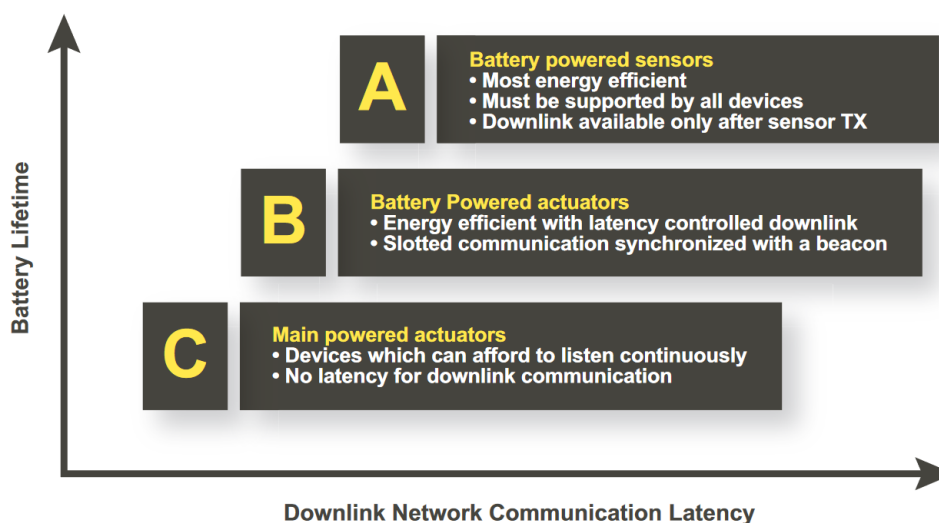 Battery Lifetime
A
Battery powered sensors
• Most energy efficient
• Must be supported by all devices
• Downlink available only after sensor TX
B
Battery Powered actuators
• Energy efficient with latency controlled downlink
• Slotted communication synchronized with a beacon
C
Main powered actuators
• Devices which can afford to listen continuously
• No latency for downlink communication
Downlink Network Communication Latency